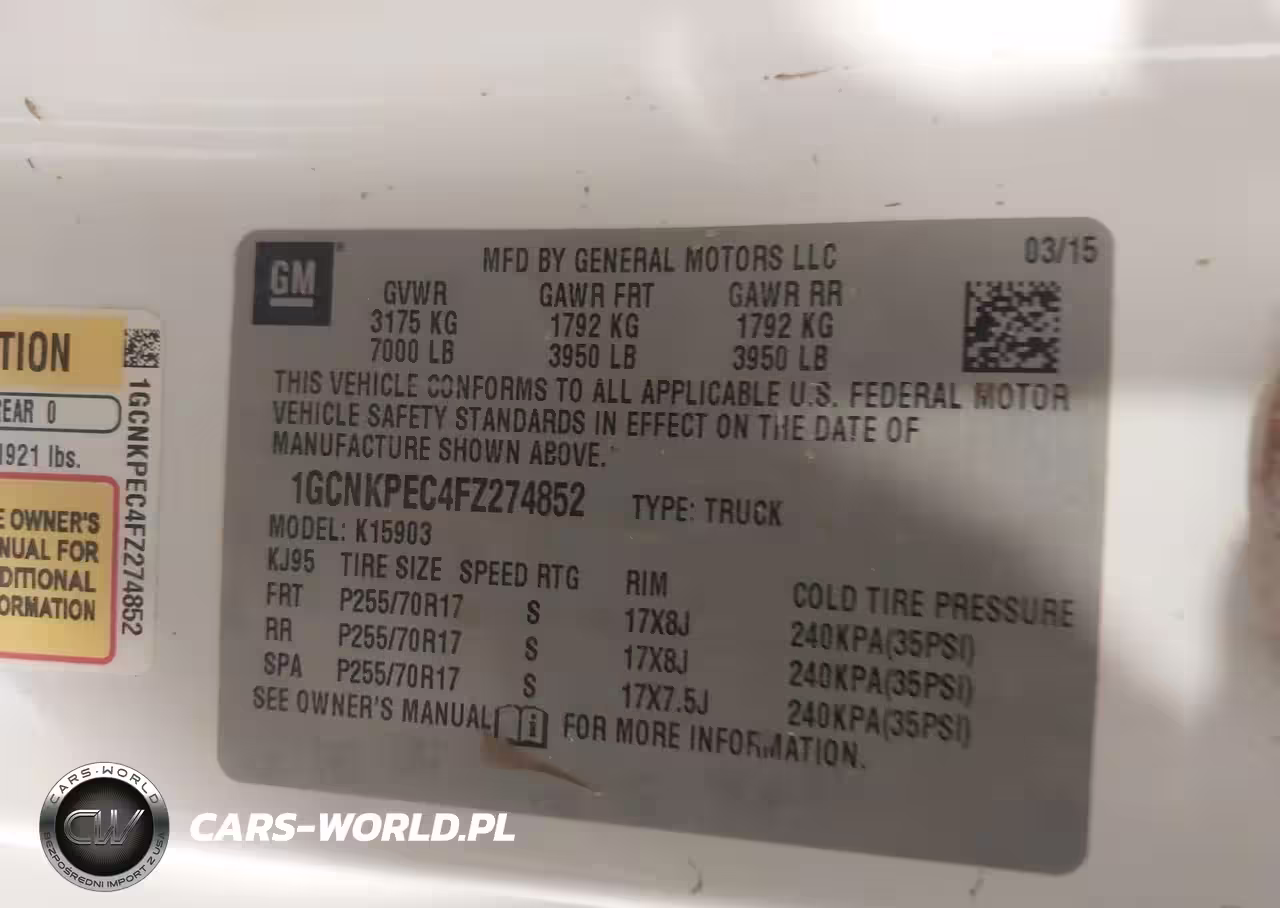 MFD BY GENERAL MOTORS LLC 03/15
GM
GVWR GAWR FRT GAWR RR
3175 KG 1792 KG 1792 KG
7000 LB 3950 LB 3950 LB
THIS VEHICLE CONFORMS TO ALL APPLICABLE U.S. FEDERAL MOTOR
VEHICLE SAFETY STANDARDS IN EFFECT ON THE DATE OF
MANUFACTURE SHOWN ABOVE.
1GCNKPEC4FZ274852 TYPE: TRUCK
MODEL: K15903
KJ95 TIRE SIZE SPEED RTG RIM COLD TIRE PRESSURE
FRT P255/70R17 S 17X8J 240KPA(35PSI)
RR P255/70R17 S 17X8J 240KPA(35PSI)
SPA P255/70R17 S 17X7.5J 240KPA(35PSI)
SEE OWNER'S MANUAL i FOR MORE INFORMATION.
TION
REAR 0
1921 lbs.
E OWNER'S
NUAL FOR
DITIONAL
ORMATION
1GCNKPEC4FZ274852
CARS-WORLD
CW
BEZPOŚREDNI IMPORT Z USA
CARS-WORLD.PL